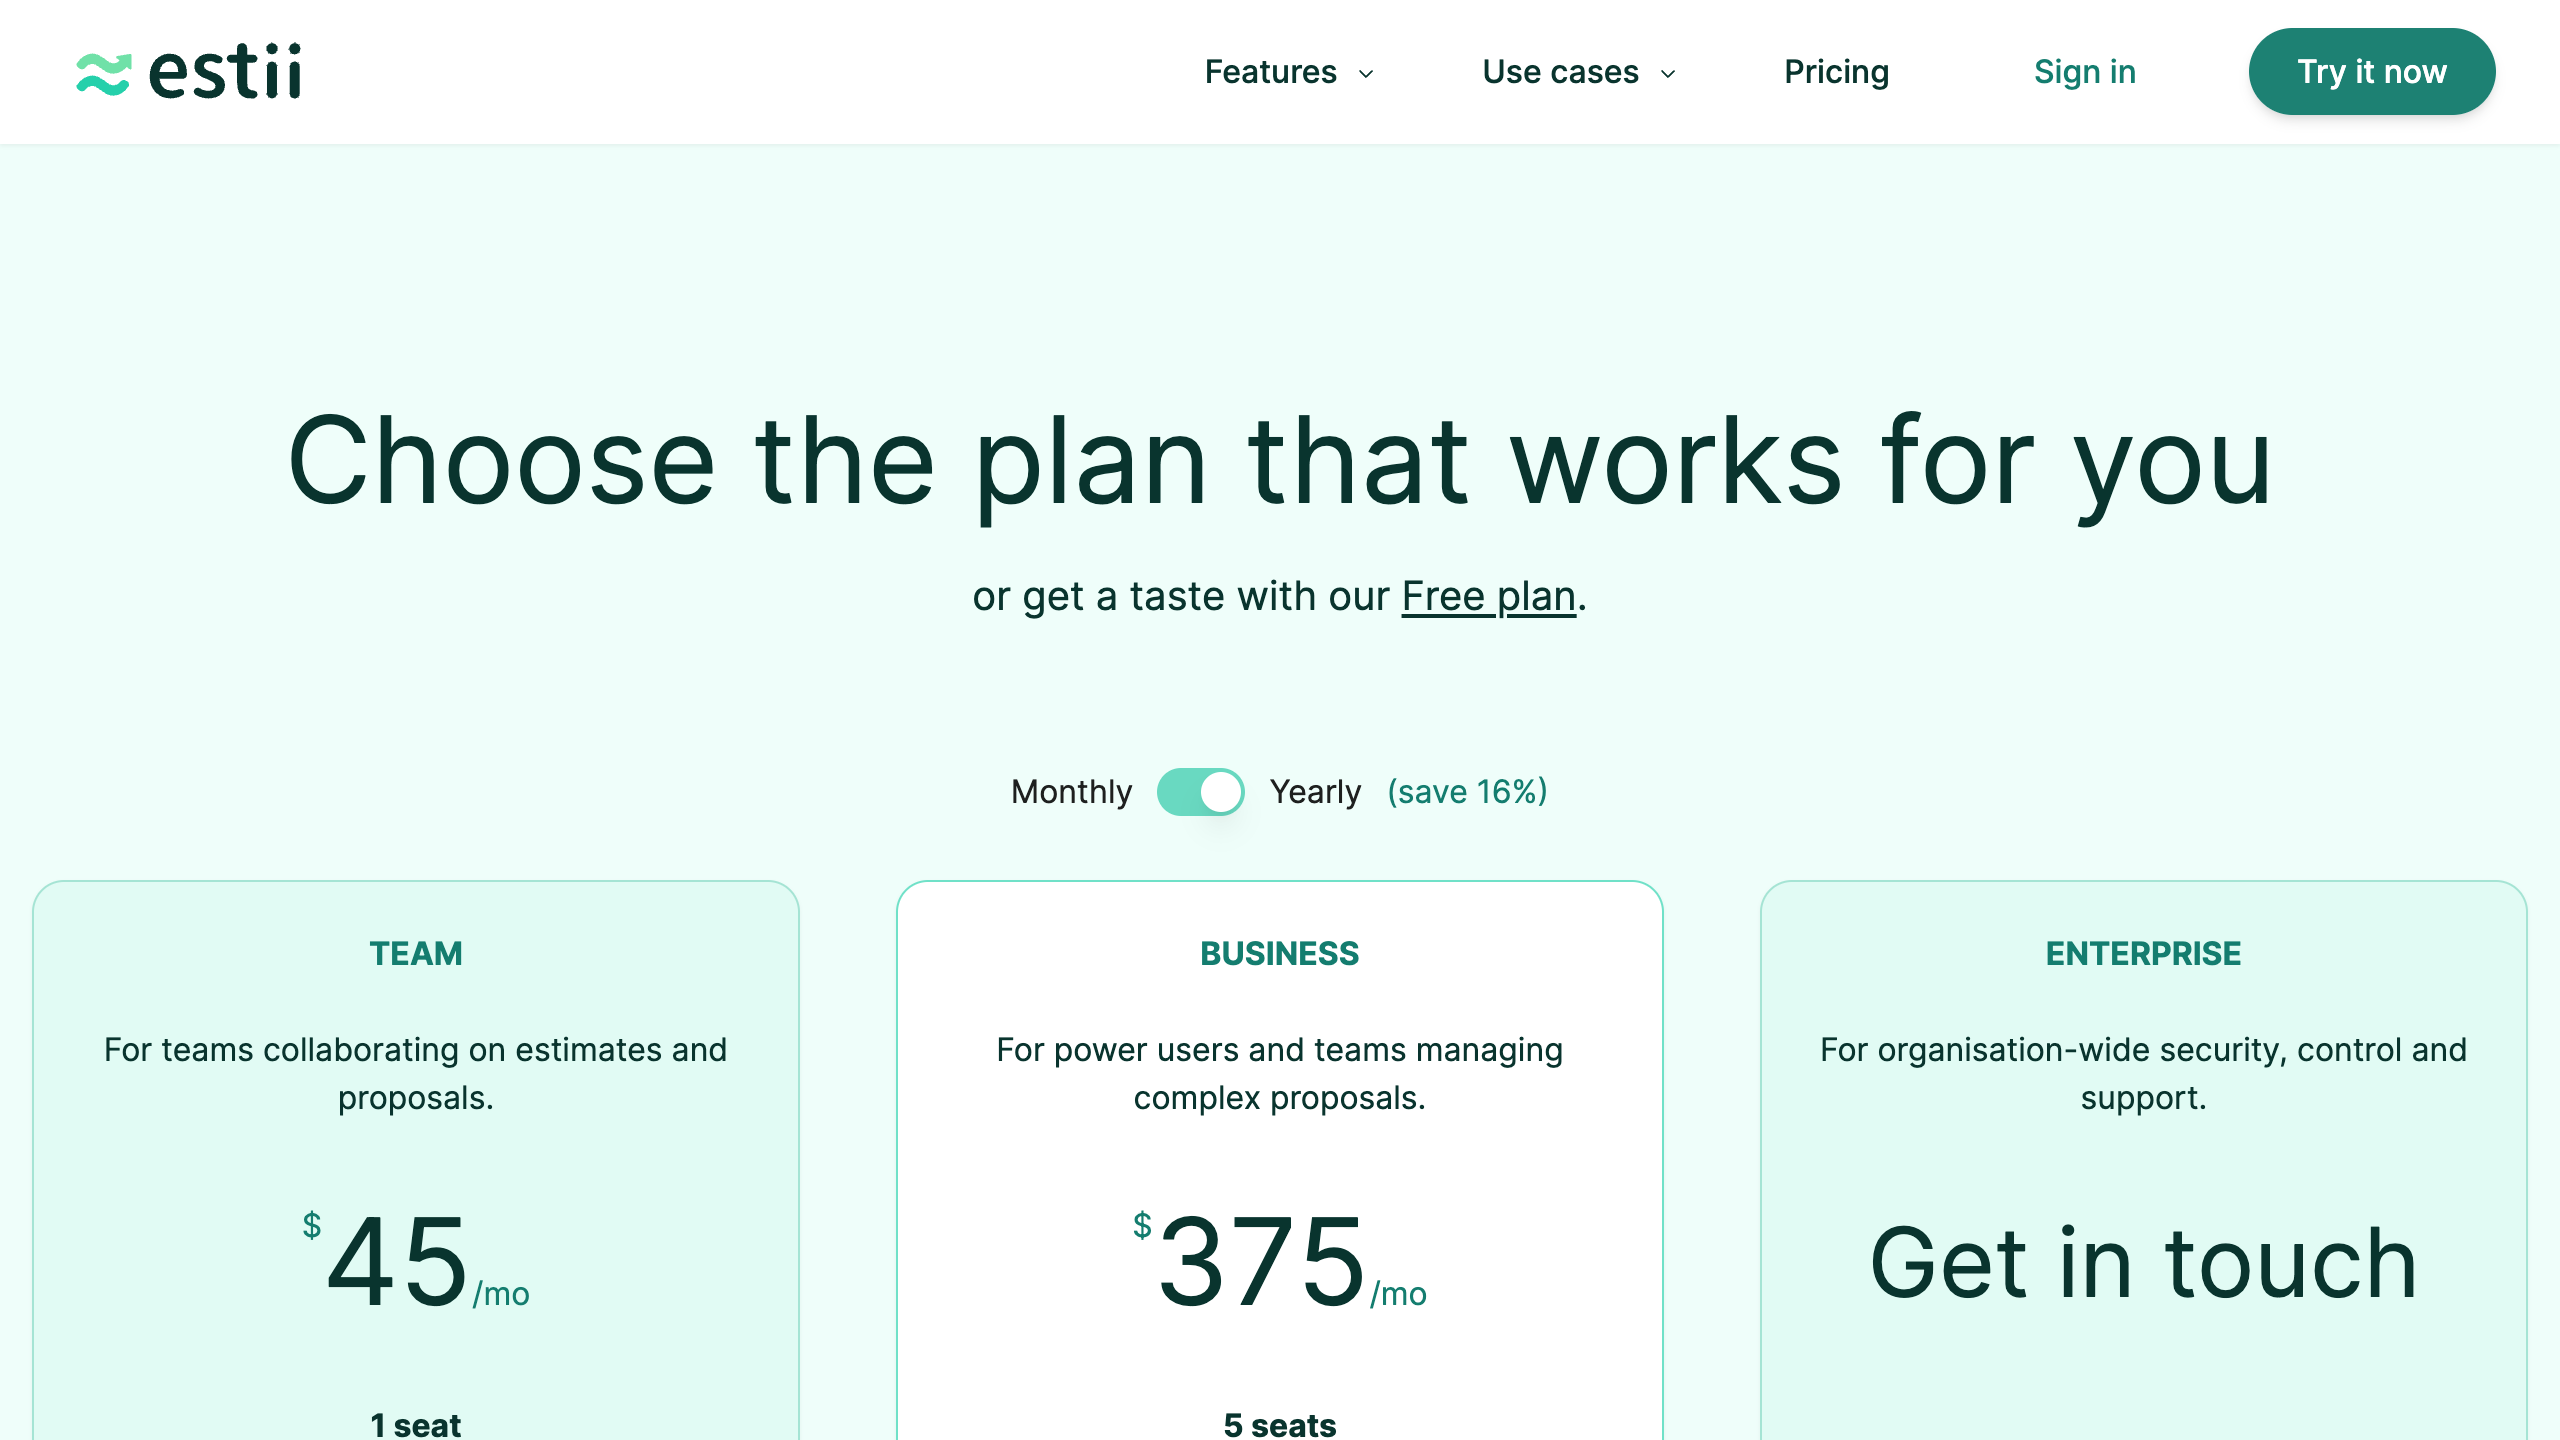 estii
Features
Use cases
Pricing
Sign in
Try it now
Choose the plan that works for you
or get a taste with our Free plan.
Monthly
Yearly
(save 16%)
TEAM
For teams collaborating on estimates and
proposals.
$45/mo
1 seat
BUSINESS
For power users and teams managing
complex proposals.
$375/mo
5 seats
ENTERPRISE
For organisation-wide security, control and
support.
Get in touch